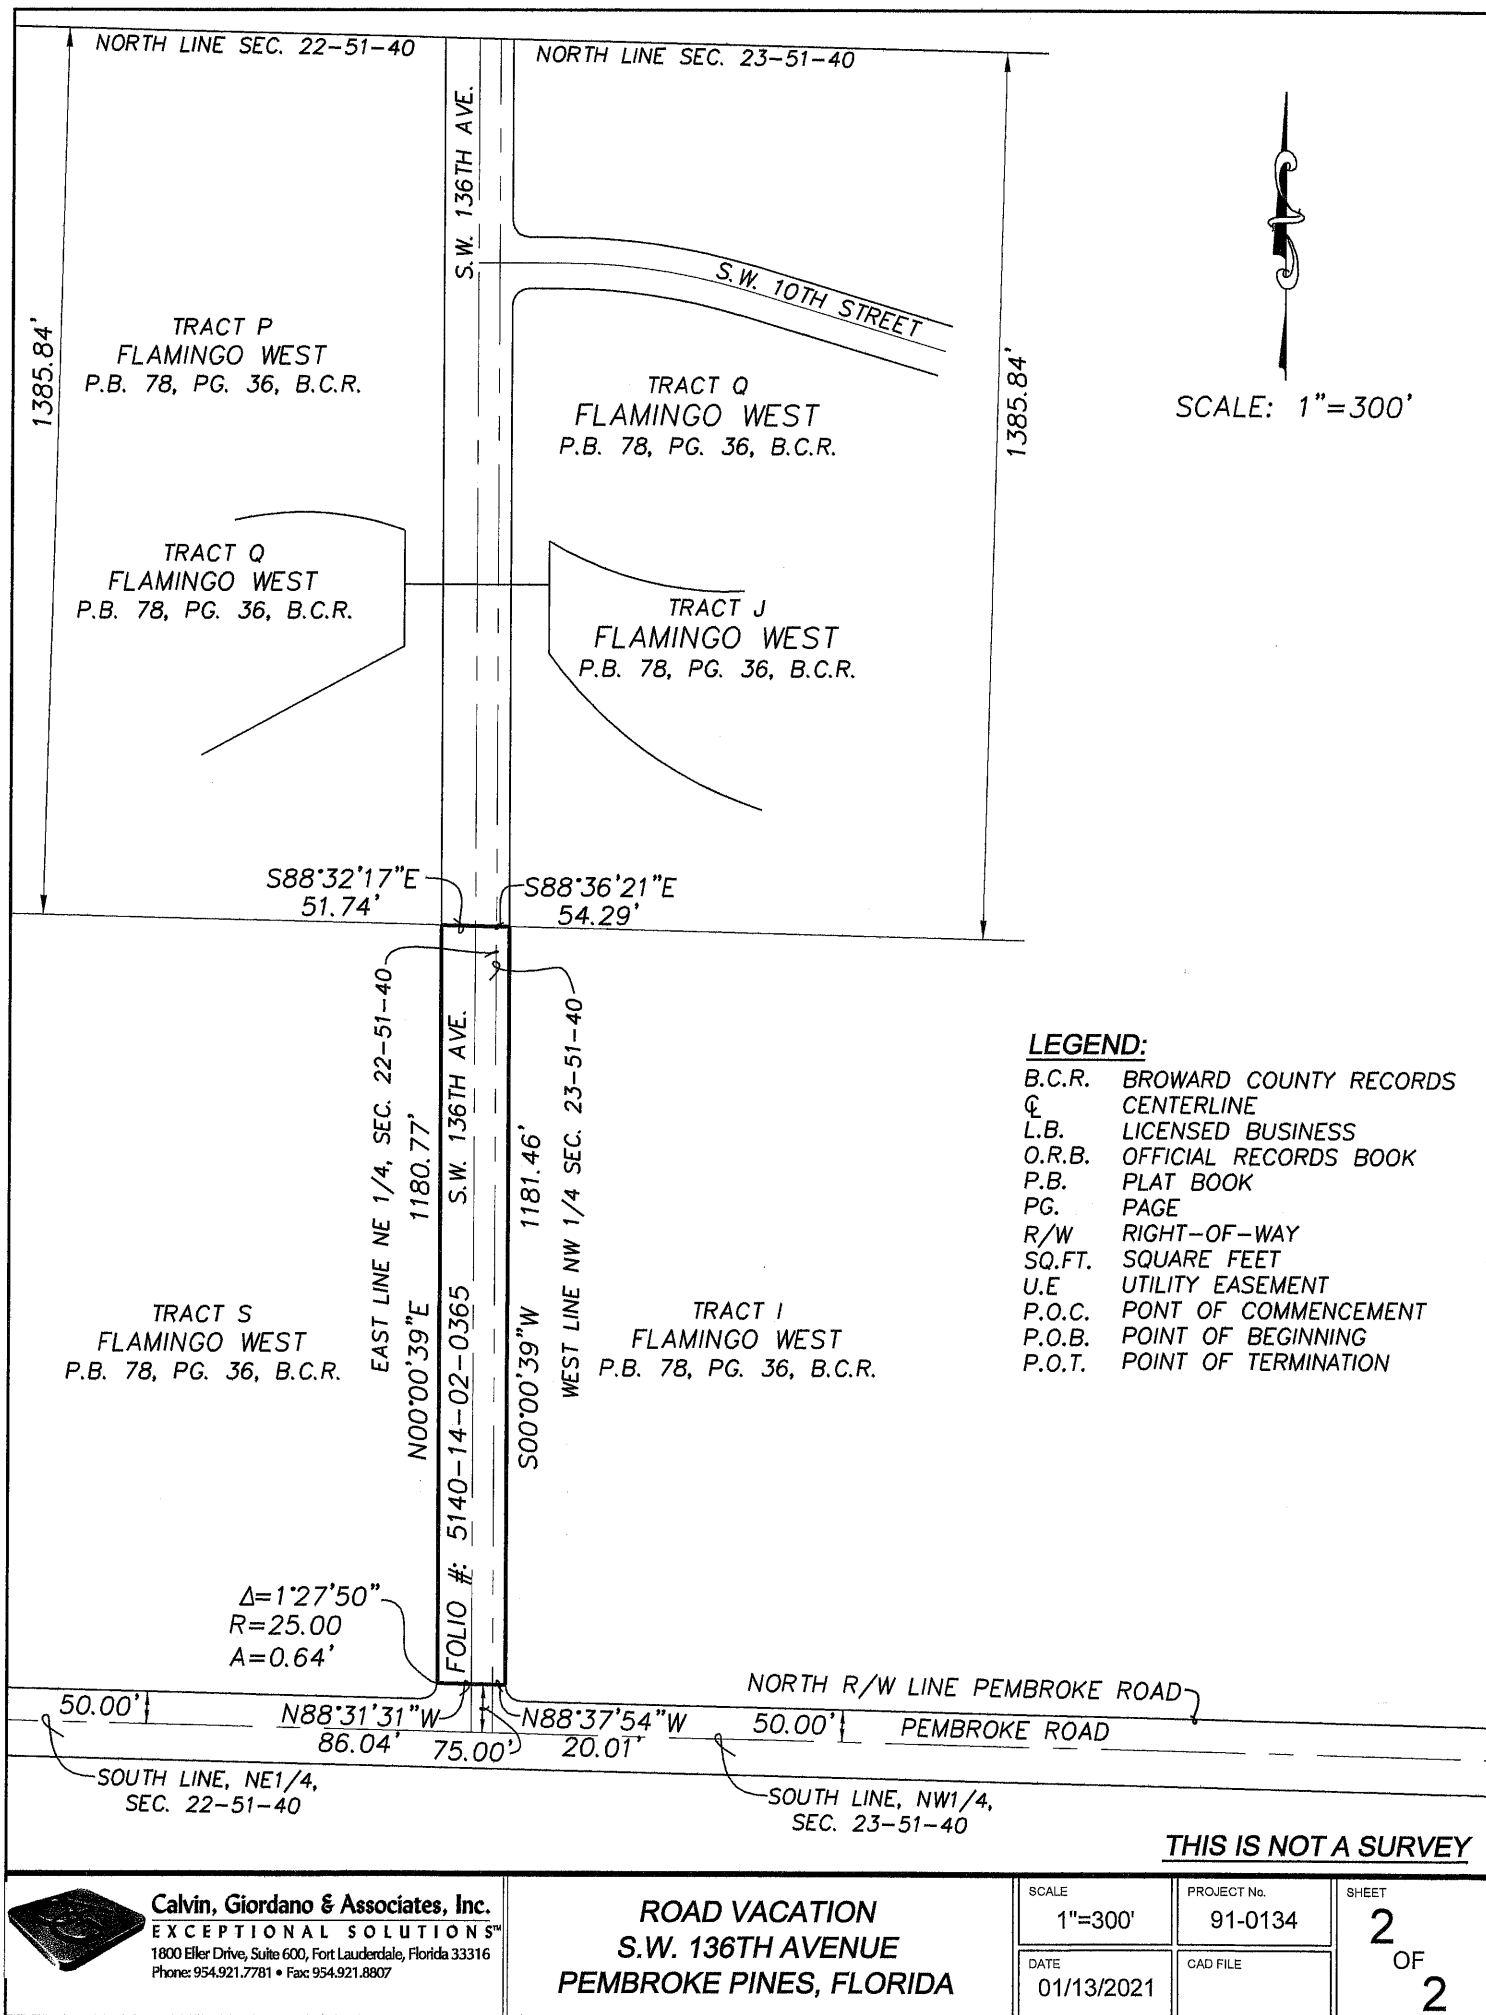 NORTH LINE SEC. 22-51-40
NORTH LINE SEC. 23-51-40
S.W. 136TH AVE.
S.W. 10TH STREET
1385.84'
TRACT P
FLAMINGO WEST
P.B. 78, PG. 36, B.C.R.
TRACT Q
FLAMINGO WEST
P.B. 78, PG. 36, B.C.R.
1385.84'
SCALE: 1"=300'
TRACT Q
FLAMINGO WEST
P.B. 78, PG. 36, B.C.R.
TRACT J
FLAMINGO WEST
P.B. 78, PG. 36, B.C.R.
S88°32'17"E
51.74'
S88°36'21"E
54.29'
EAST LINE NE 1/4, SEC. 22-51-40
N00°00'39"E 1180.77'
FOLIO #: 5140-14-02-0365 S.W. 136TH AVE.
S00°00'39"W 1181.46'
WEST LINE NW 1/4 SEC. 23-51-40
LEGEND:
B.C.R. BROWARD COUNTY RECORDS
℄ CENTERLINE
L.B. LICENSED BUSINESS
O.R.B. OFFICIAL RECORDS BOOK
P.B. PLAT BOOK
PG. PAGE
R/W RIGHT-OF-WAY
SQ.FT. SQUARE FEET
U.E UTILITY EASEMENT
P.O.C. PONT OF COMMENCEMENT
P.O.B. POINT OF BEGINNING
P.O.T. POINT OF TERMINATION
TRACT S
FLAMINGO WEST
P.B. 78, PG. 36, B.C.R.
TRACT I
FLAMINGO WEST
P.B. 78, PG. 36, B.C.R.
Δ=1°27'50"
R=25.00
A=0.64'
NORTH R/W LINE PEMBROKE ROAD
50.00'
N88°31'31"W
86.04'
75.00'
N88°37'54"W
20.01'
50.00'
PEMBROKE ROAD
SOUTH LINE, NE1/4,
SEC. 22-51-40
SOUTH LINE, NW1/4,
SEC. 23-51-40
THIS IS NOT A SURVEY
Calvin, Giordano & Associates, Inc.
EXCEPTIONAL SOLUTIONS™
1800 Eller Drive, Suite 600, Fort Lauderdale, Florida 33316
Phone: 954.921.7781 • Fax: 954.921.8807
ROAD VACATION
S.W. 136TH AVENUE
PEMBROKE PINES, FLORIDA
SCALE
1"=300'
PROJECT No.
91-0134
DATE
01/13/2021
CAD FILE
SHEET
2
OF
2